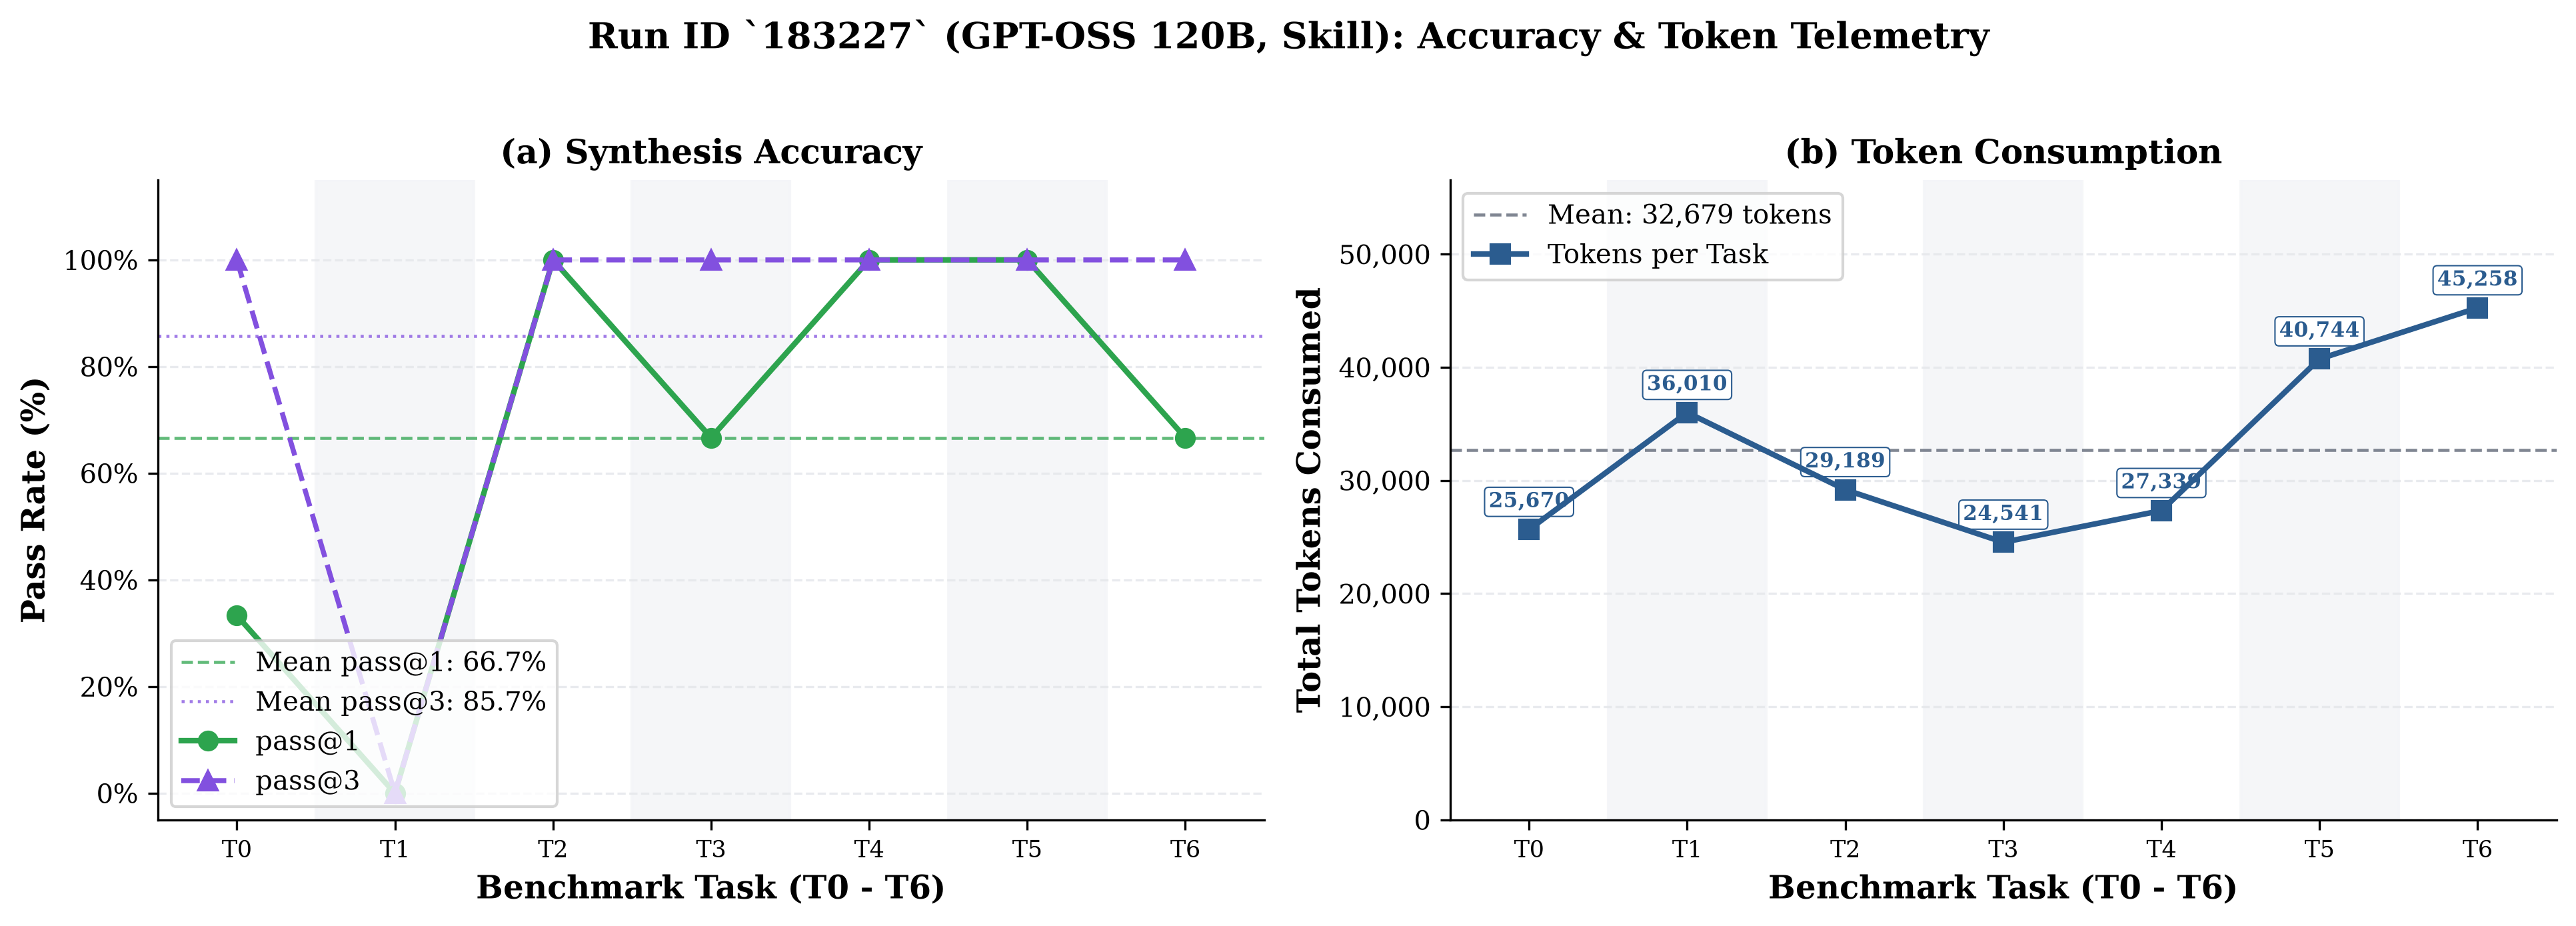 Run ID `183227` (GPT-OSS 120B, Skill): Accuracy & Token Telemetry
(a) Synthesis Accuracy
Pass Rate (%)
100%
80%
60%
40%
20%
0%
Mean pass@1: 66.7%
Mean pass@3: 85.7%
pass@1
pass@3
T0 T1 T2 T3 T4 T5 T6
Benchmark Task (T0 - T6)
(b) Token Consumption
Total Tokens Consumed
50,000
40,000
30,000
20,000
10,000
0
Mean: 32,679 tokens
Tokens per Task
25,670
36,010
29,189
24,541
27,339
40,744
45,258
T0 T1 T2 T3 T4 T5 T6
Benchmark Task (T0 - T6)